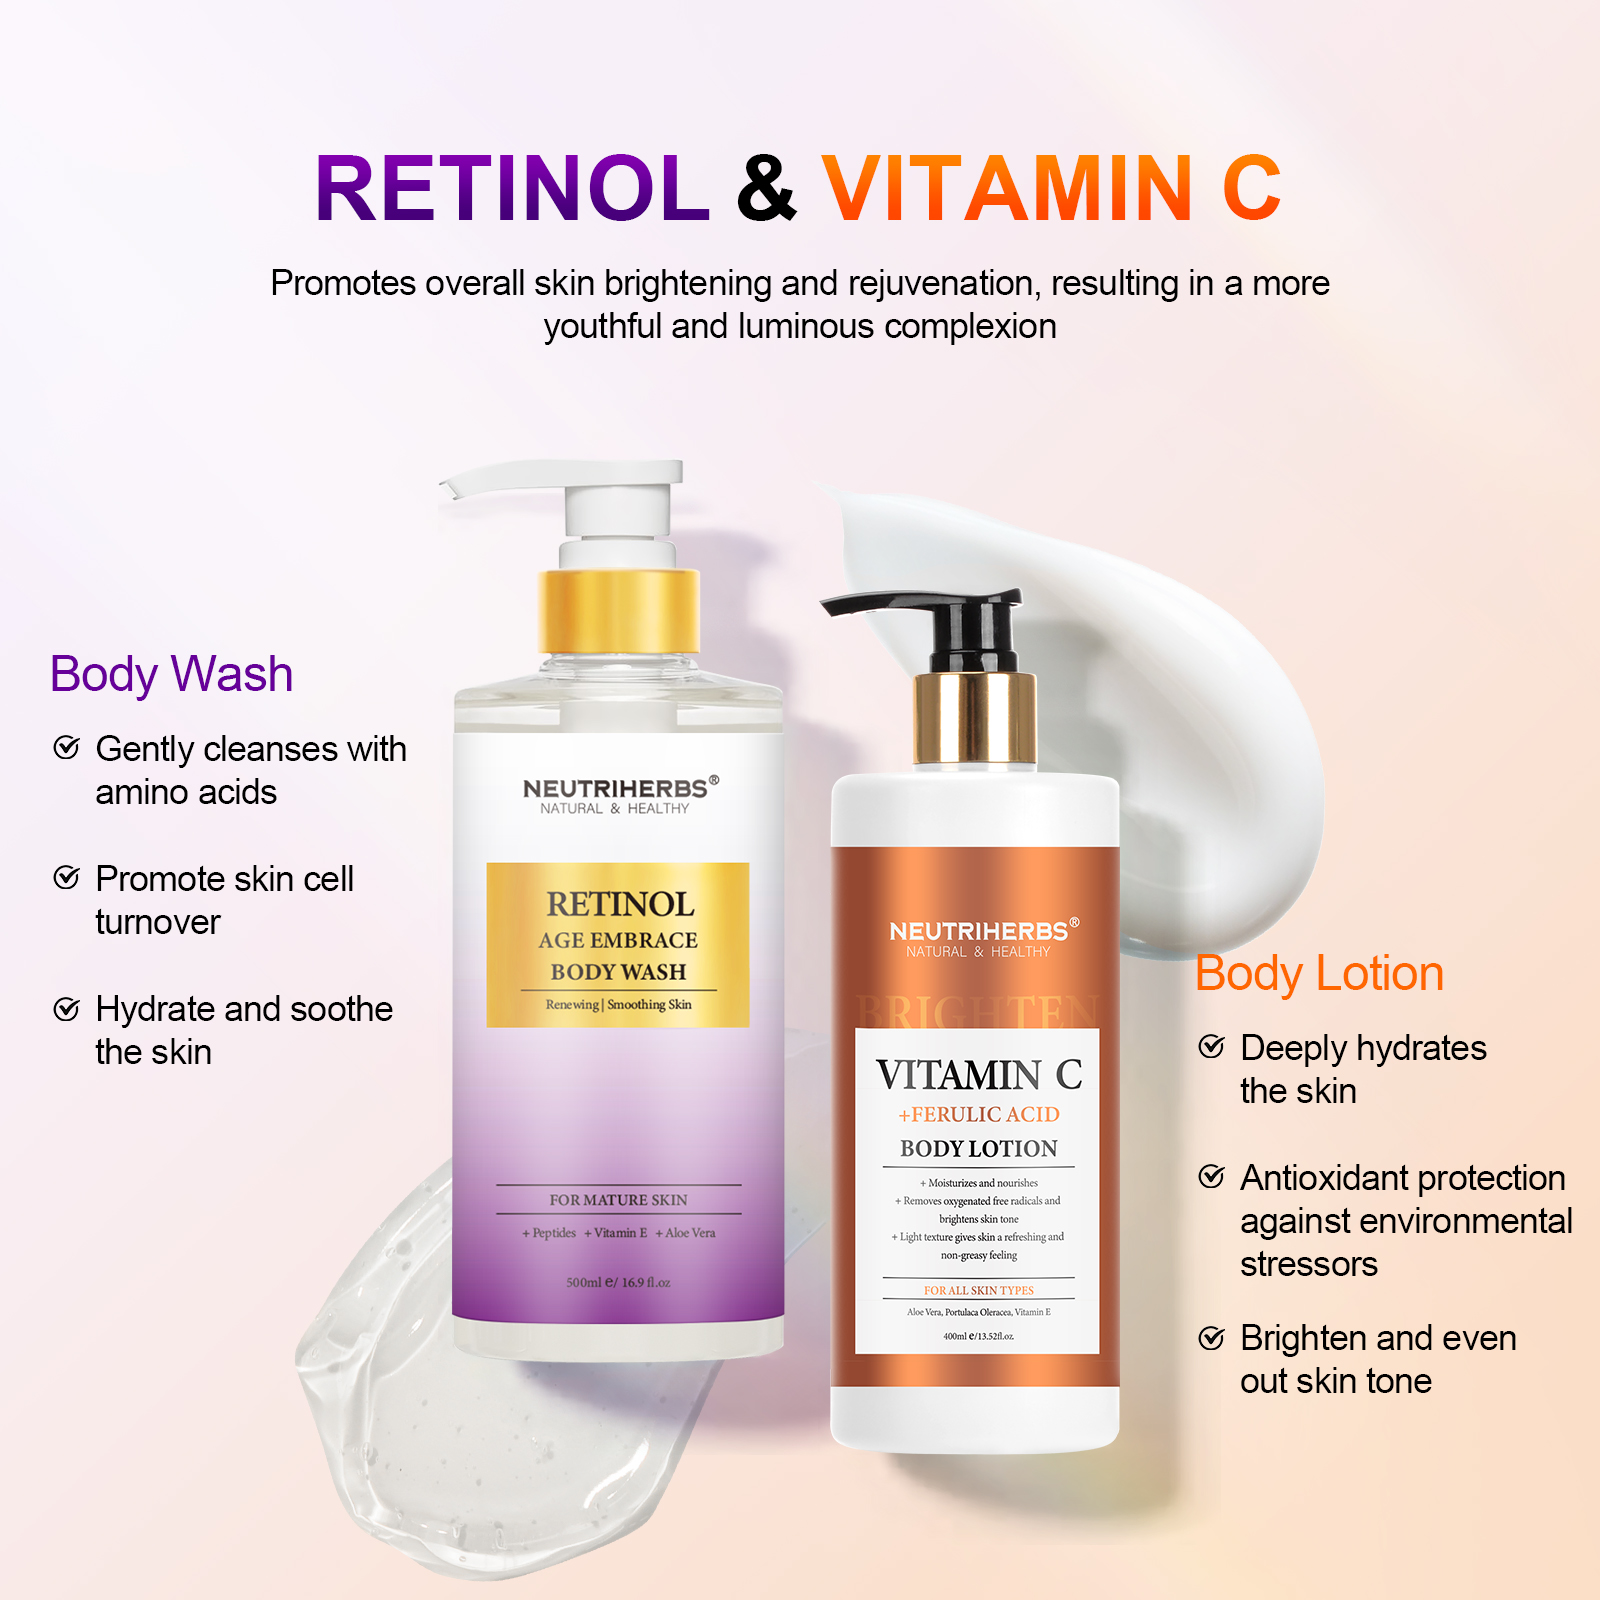 RETINOL & VITAMIN C
Promotes overall skin brightening and rejuvenation, resulting in a more
youthful and luminous complexion
Body Wash
Gently cleanses with
amino acids
Promote skin cell
turnover
Hydrate and soothe
the skin
NEUTRIHERBS®
NATURAL & HEALTHY
RETINOL
AGE EMBRACE
BODY WASH
Renewing | Smoothing Skin
FOR MATURE SKIN
+ Peptides + Vitamin E + Aloe Vera
500ml e/ 16.9 fl.oz
NEUTRIHERBS®
NATURAL & HEALTHY
BRIGHTEN
VITAMIN C
+FERULIC ACID
BODY LOTION
+ Moisturizes and nourishes
+ Removes oxygenated free radicals and
brightens skin tone
+ Light texture gives skin a refreshing and
non-greasy feeling
FOR ALL SKIN TYPES
Aloe Vera, Portulaca Oleracea, Vitamin E
400ml e/13.52fl.oz.
Body Lotion
Deeply hydrates
the skin
Antioxidant protection
against environmental
stressors
Brighten and even
out skin tone